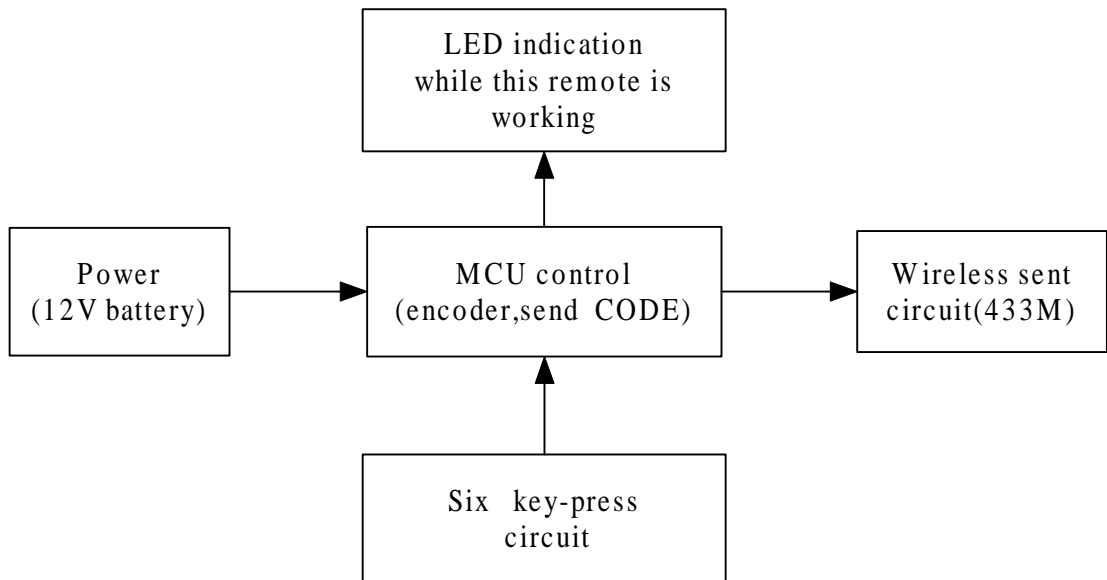 LED indication
while this remote is
working
Power
(12V battery)
MCU control
(encoder,send CODE)
Wireless sent
circuit(433M)
Six key-press
circuit